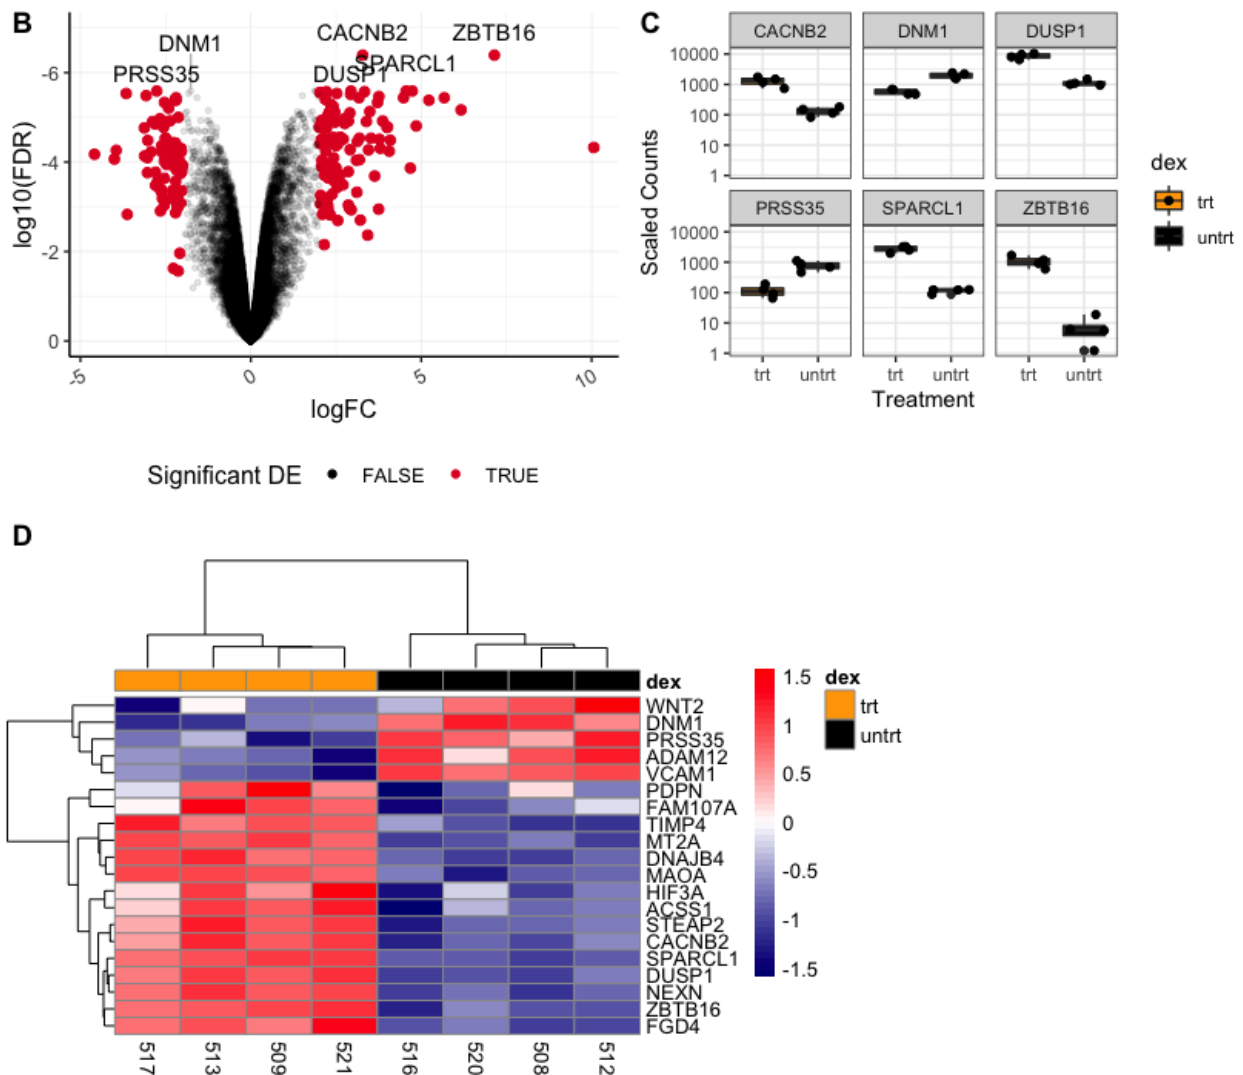 B
DNM1
CACNB2
ZBTB16
PRSS35
DUSP1
SPARCL1
-6
-4
-2
0
log10(FDR)
-5
0
5
10
logFC
Significant DE
FALSE
TRUE
C
CACNB2
DNM1
DUSP1
10000
1000
100
10
1
PRSS35
SPARCL1
ZBTB16
10000
1000
100
10
1
Scaled Counts
trt
untrt
trt
untrt
trt
untrt
Treatment
dex
trt
untrt
D
dex
WNT2
DNM1
PRSS35
ADAM12
VCAM1
PDPN
FAM107A
TIMP4
MT2A
DNAJB4
MAOA
HIF3A
ACSS1
STEAP2
CACNB2
SPARCL1
DUSP1
NEXN
ZBTB16
FGD4
517
513
509
521
516
520
508
512
1.5
1
0.5
0
-0.5
-1
-1.5
dex
trt
untrt